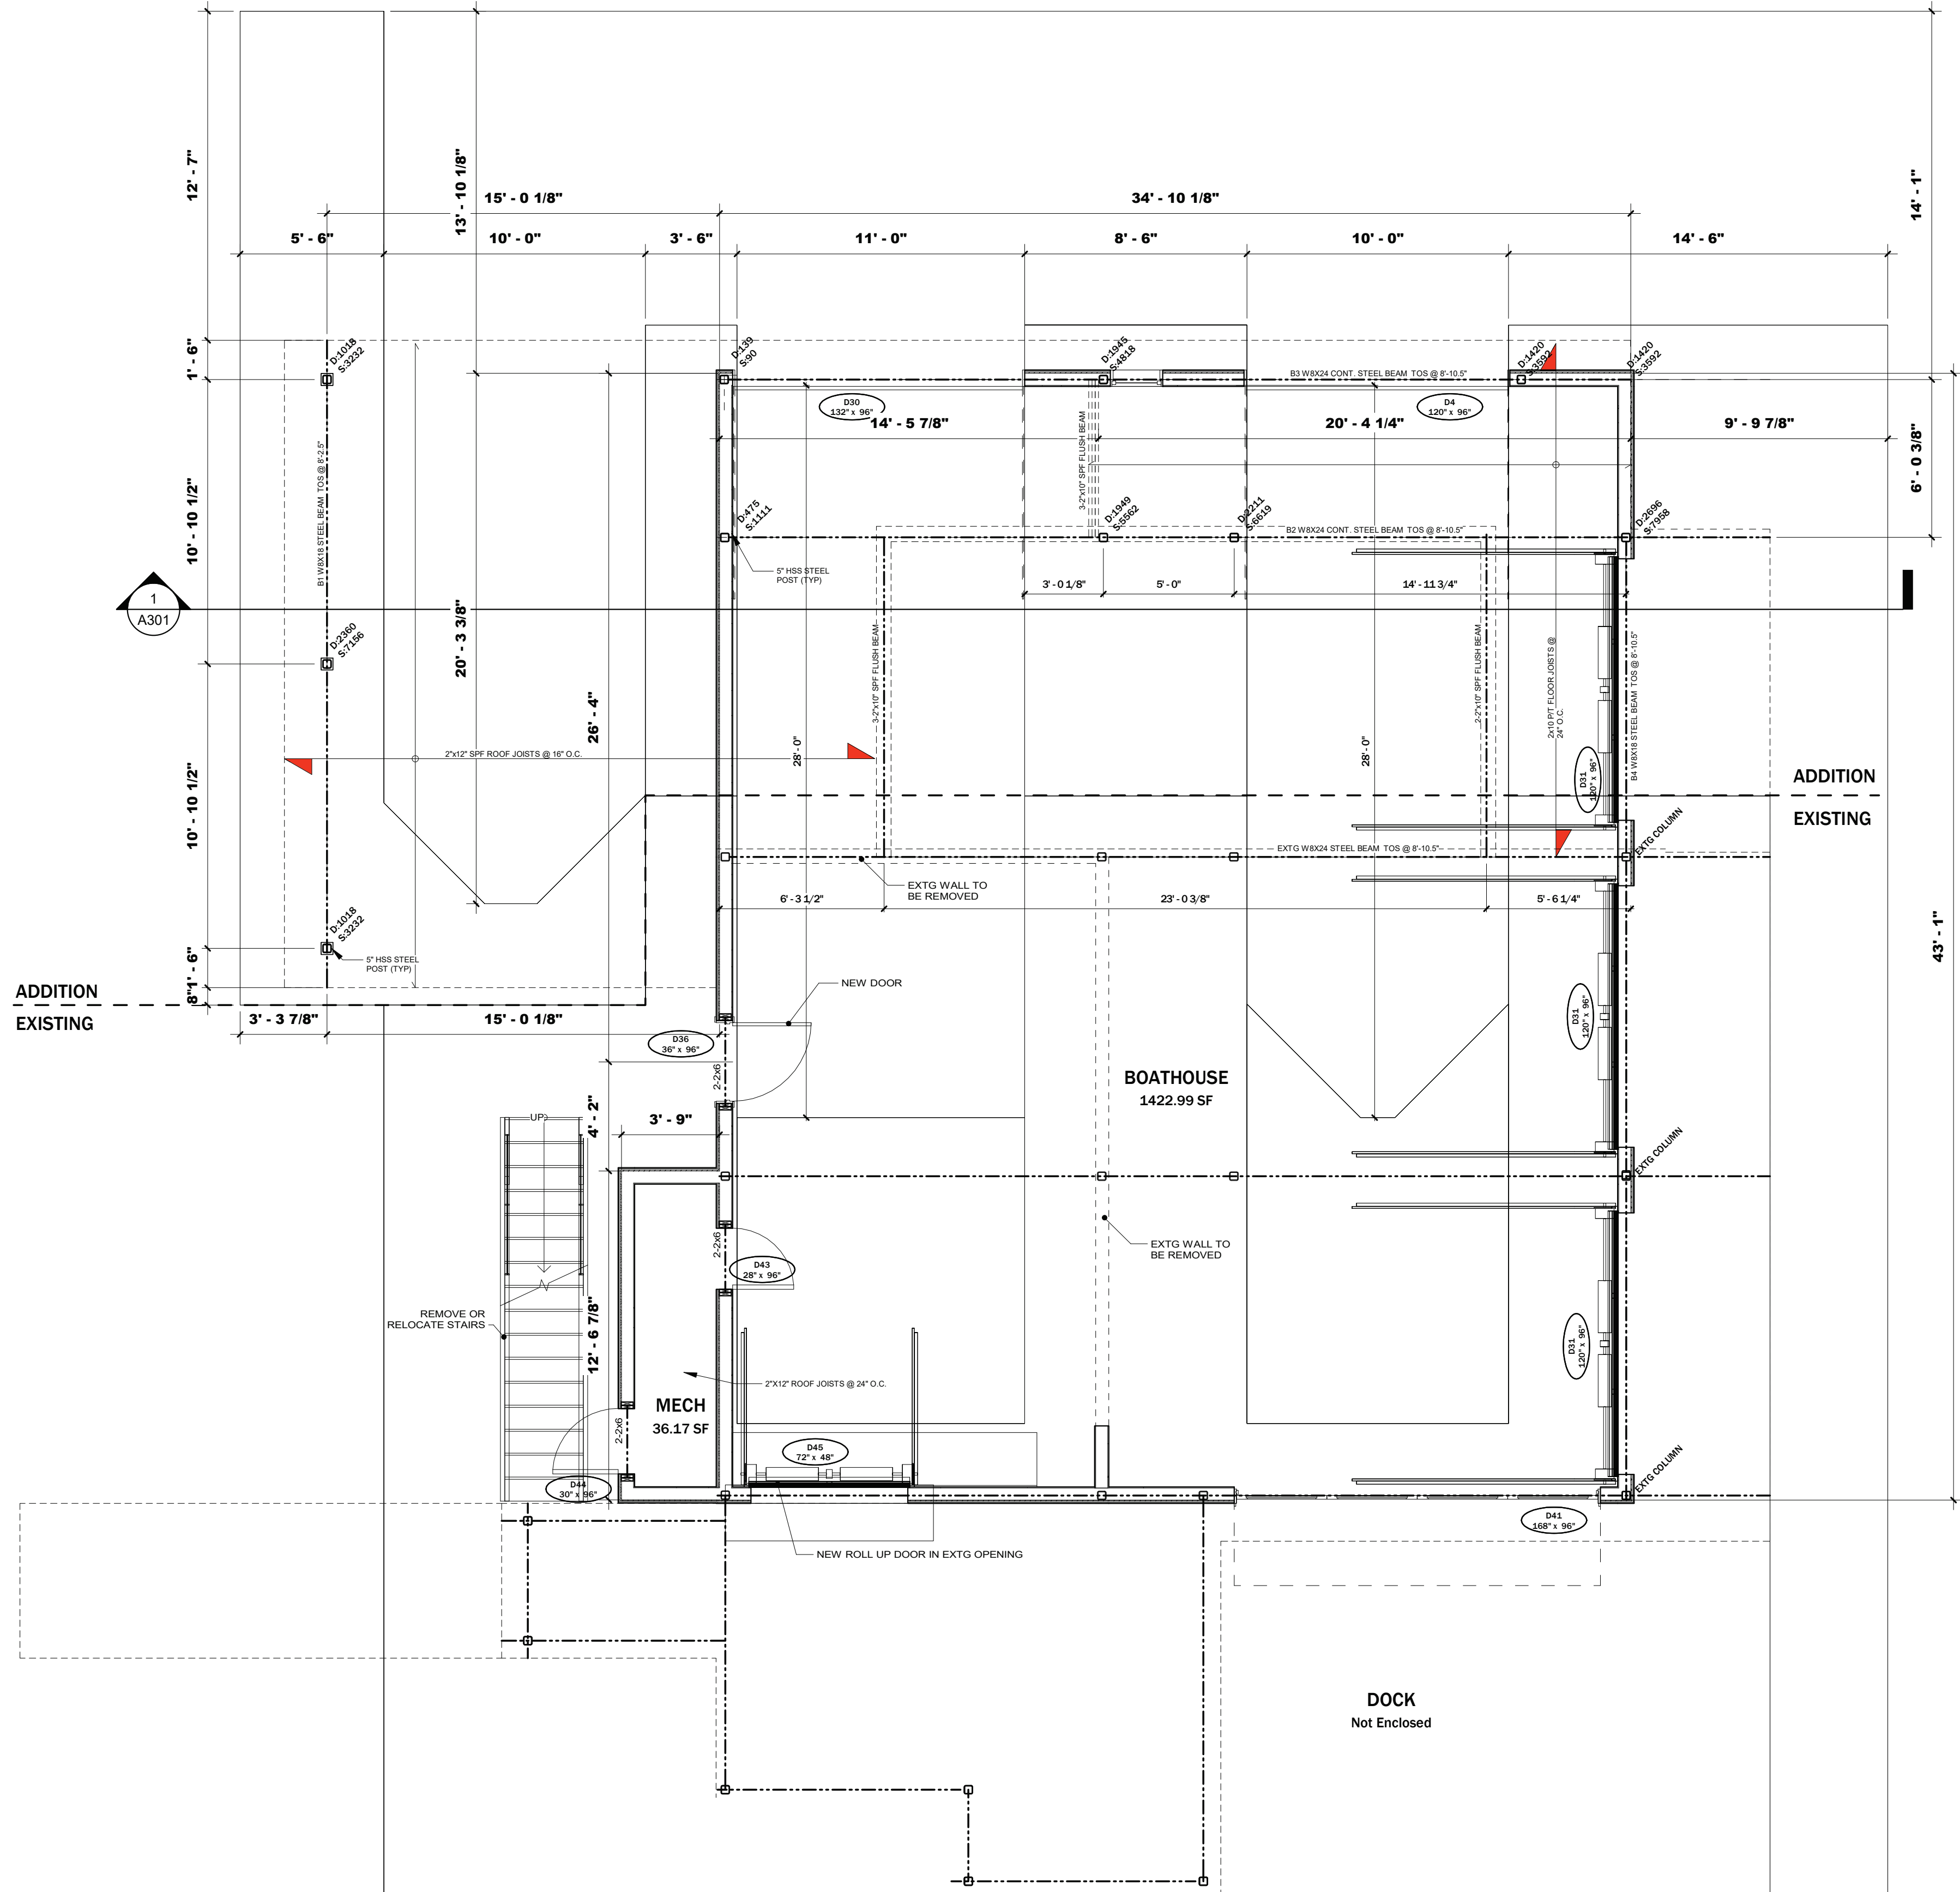 12' - 7"
13' - 10 1/8"
14' - 1"
15' - 0 1/8"
34' - 10 1/8"
5' - 6"
10' - 0"
3' - 6"
11' - 0"
8' - 6"
10' - 0"
14' - 6"
1' - 6"
D:1018
S:3232
D:139
S:90
D:1945
S:4818
D:1420
S:3592
D:1420
S:3592
B3 W8X24 CONT. STEEL BEAM TOS @ 8'-10.5"
D30
132" x 96"
D4
120" x 96"
14' - 5 7/8"
20' - 4 1/4"
9' - 9 7/8"
6' - 0 3/8"
3-2"x10" SPF FLUSH BEAM
B1 W8X18 STEEL BEAM TOS @ 8'-2.5"
10' - 10 1/2"
D:475
S:1111
D:1949
S:5562
D:2211
S:6619
D:2696
S:7958
B2 W8X24 CONT. STEEL BEAM TOS @ 8'-10.5"
5" HSS STEEL
POST (TYP)
3' - 0 1/8"
5' - 0"
14' - 11 3/4"
1
A301
20' - 3 3/8"
D:2360
S:7156
3-2"x10" SPF FLUSH BEAM
2-2"x10" SPF FLUSH BEAM
2x10 P/T FLOOR JOISTS @
24" O.C.
B4 W8X18 STEEL BEAM TOS @ 8'-10.5"
26' - 4"
28' - 0"
28' - 0"
2"x12" SPF ROOF JOISTS @ 16" O.C.
D31
120" x 96"
ADDITION
EXISTING
10' - 10 1/2"
EXTG W8X24 STEEL BEAM TOS @ 8'-10.5"
EXTG COLUMN
EXTG WALL TO
BE REMOVED
6' - 3 1/2"
23' - 0 3/8"
5' - 6 1/4"
43' - 1"
D:1018
S:3232
5" HSS STEEL
POST (TYP)
1' - 6"
8"
ADDITION
EXISTING
3' - 3 7/8"
15' - 0 1/8"
NEW DOOR
D36
36" x 96"
D31
120" x 96"
2-2x6
BOATHOUSE
1422.99 SF
UP
4' - 2"
3' - 9"
EXTG COLUMN
2-2x6
D43
28" x 96"
EXTG WALL TO
BE REMOVED
REMOVE OR
RELOCATE STAIRS
12' - 6 7/8"
D31
120" x 96"
2"X12" ROOF JOISTS @ 24" O.C.
MECH
36.17 SF
2-2x6
D45
72" x 48"
EXTG COLUMN
D44
30" x 96"
D41
168" x 96"
NEW ROLL UP DOOR IN EXTG OPENING
DOCK
Not Enclosed